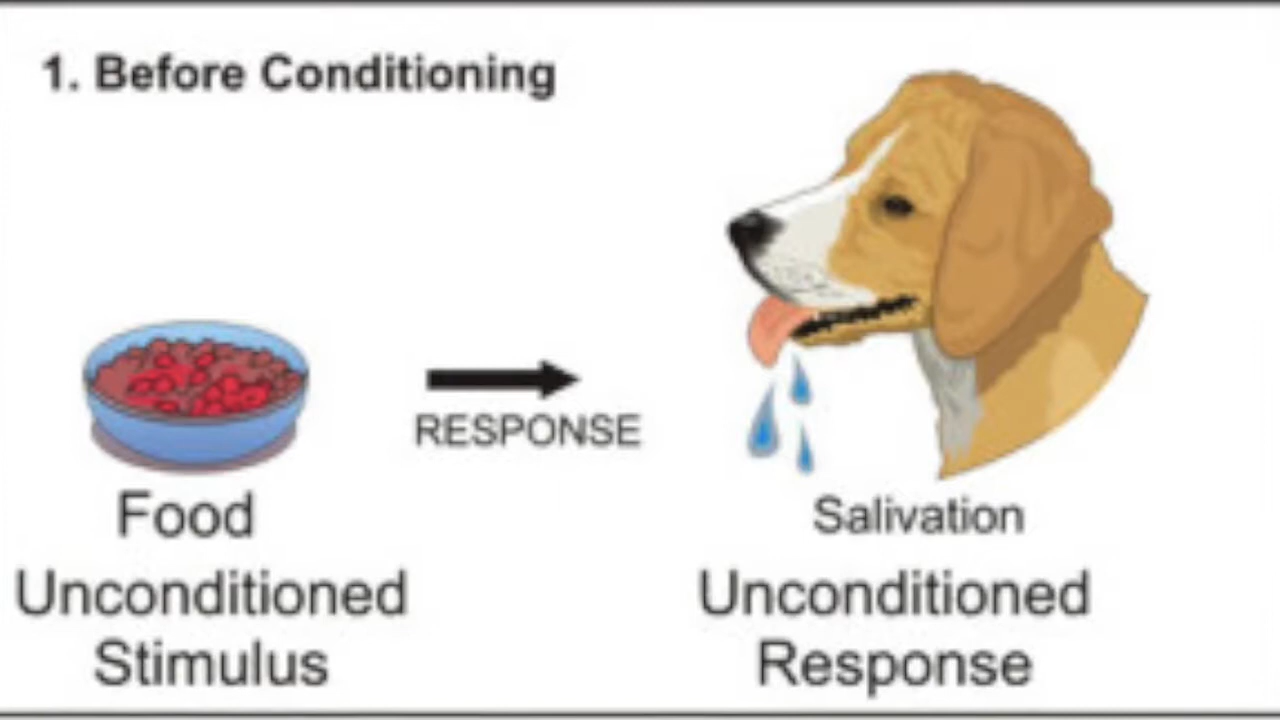 1. Before Conditioning
RESPONSE
Food
Salivation
Unconditioned
Stimulus
Unconditioned
Response